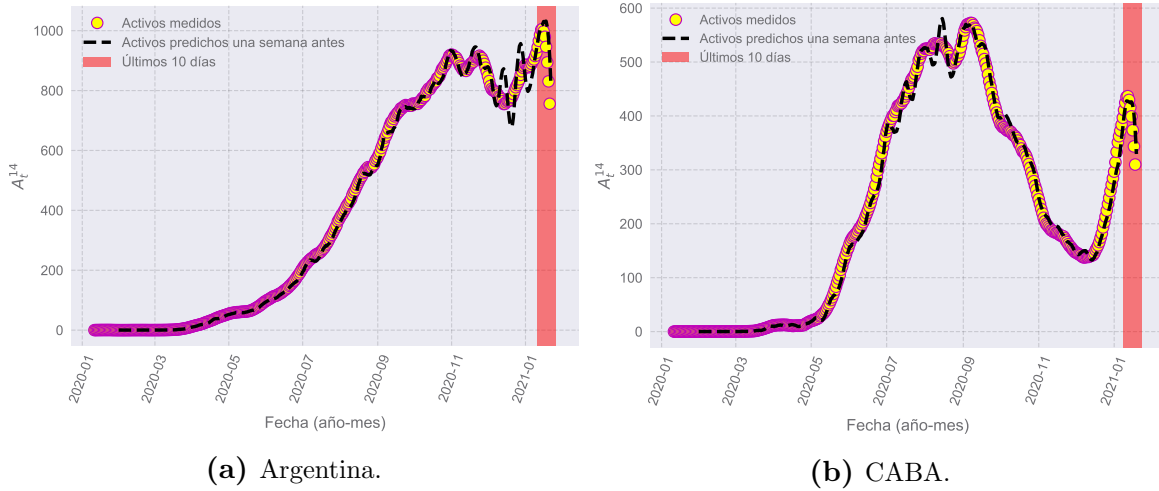 Activos medidos
Activos predichos una semana antes
Últimos 10 días
1000
800
600
400
200
0
A_t^14
2020-01
2020-03
2020-05
2020-07
2020-09
2020-11
2021-01
Fecha (año-mes)
(a) Argentina.
Activos medidos
Activos predichos una semana antes
Últimos 10 días
600
500
400
300
200
100
0
A_t^14
2020-01
2020-03
2020-05
2020-07
2020-09
2020-11
2021-01
Fecha (año-mes)
(b) CABA.